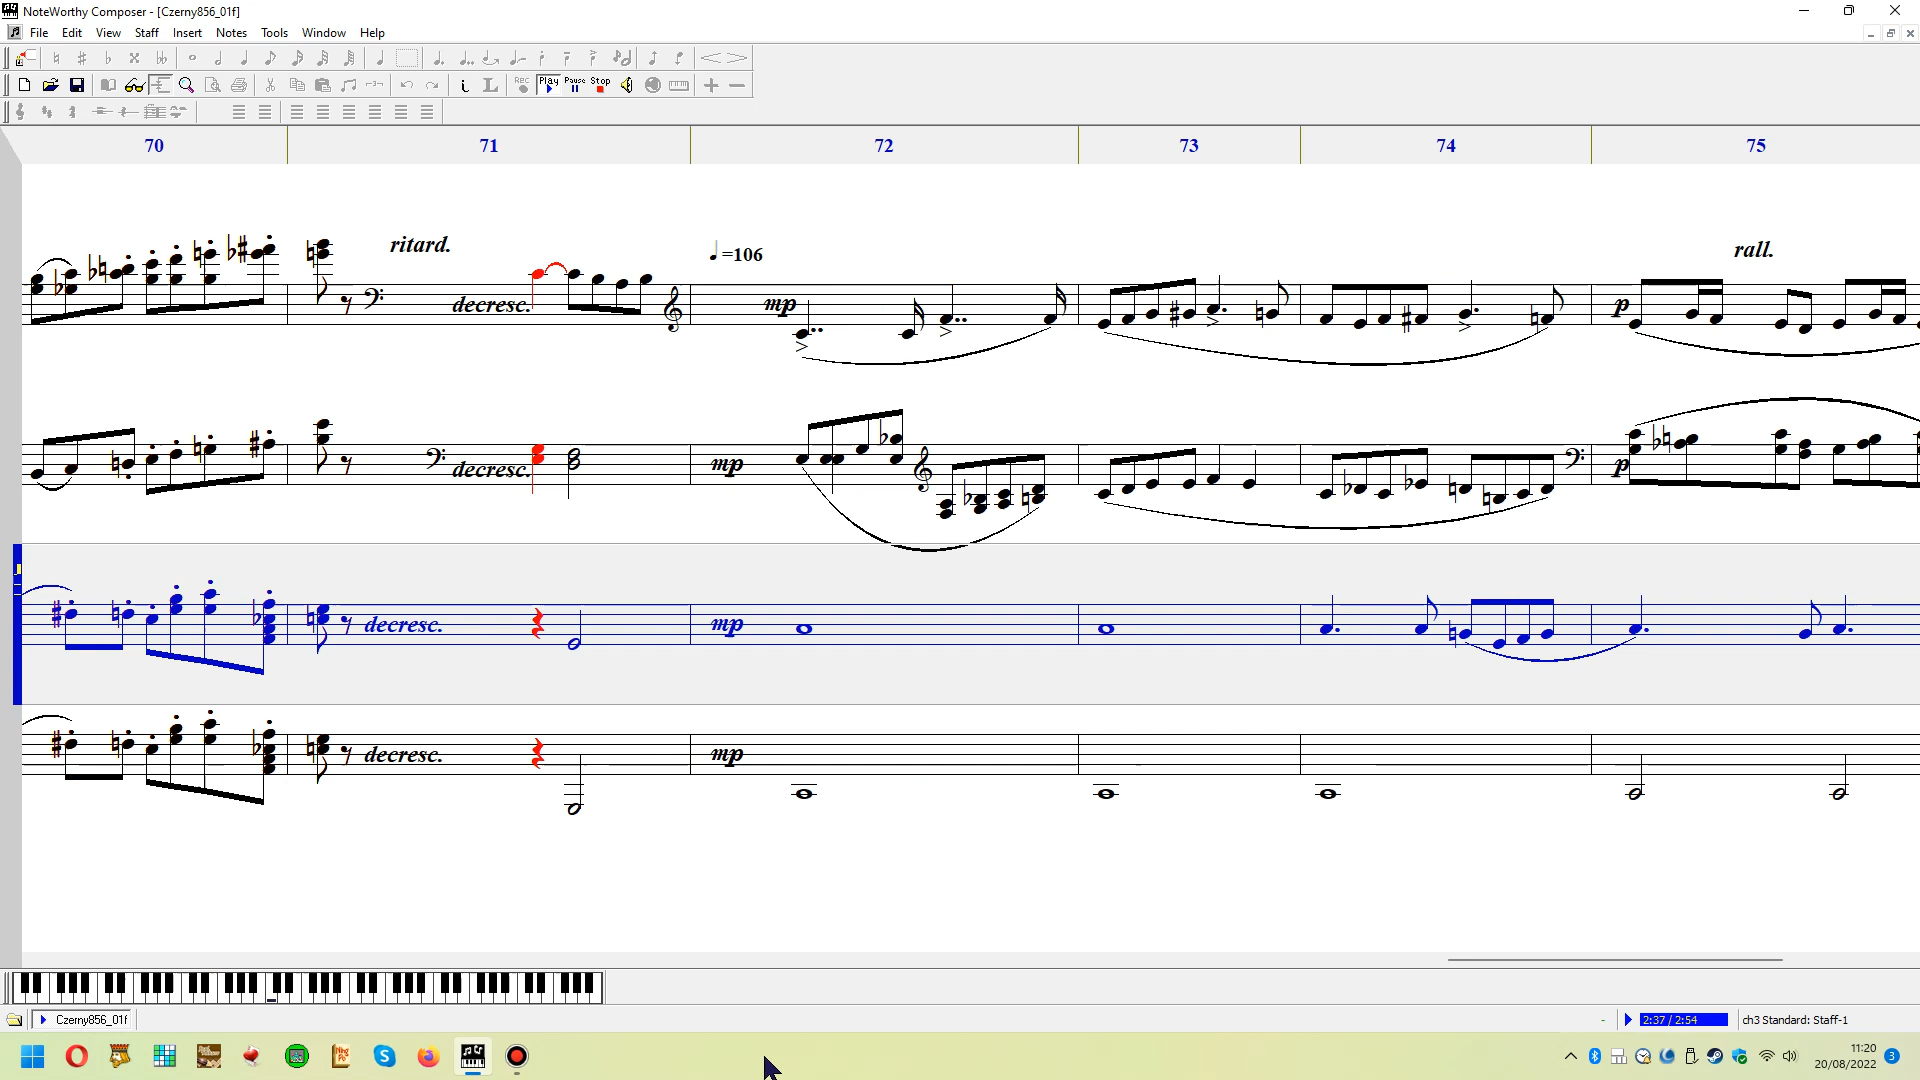 NoteWorthy Composer - [Czerny856_01f]
File Edit View Staff Insert Notes Tools Window Help
Rec Play Pause Stop
70 71 72 73 74 75
ritard.
=106
rall.
decresc.
mp
p
decresc.
mp
p
decresc.
mp
decresc.
mp
Czerny856_01f
2:37 / 2:54
ch3 Standard: Staff-1
11:20
20/08/2022
3